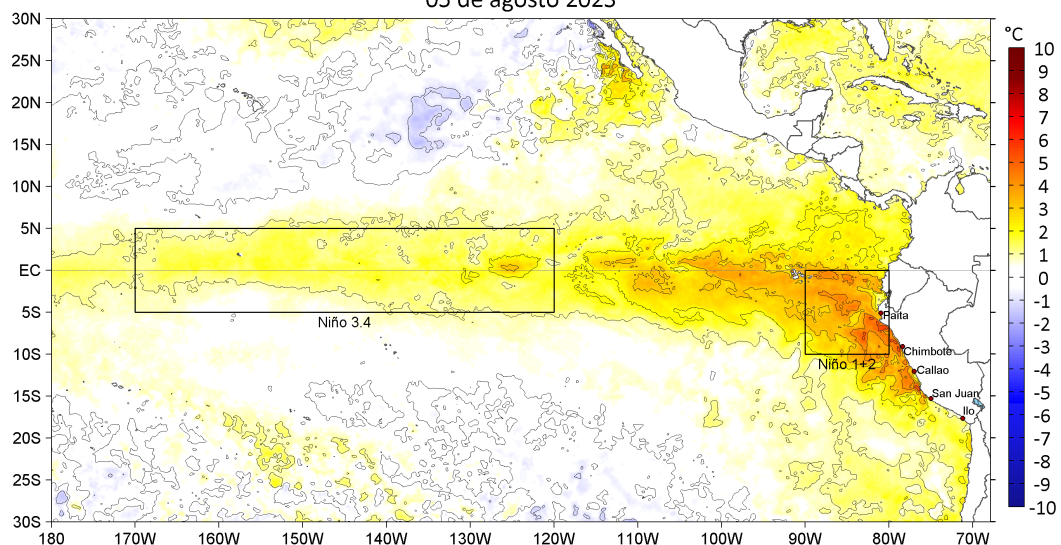 05 de agosto 2023
30N
25N
20N
15N
10N
5N
EC
5S
10S
15S
20S
25S
30S
180
170W
160W
150W
140W
130W
120W
110W
100W
90W
80W
70W
Niño 3.4
Niño 1+2
Paita
Chimbote
Callao
San Juan
Ilo
°C
10
9
8
7
6
5
4
3
2
1
0
-1
-2
-3
-4
-5
-6
-7
-8
-9
-10